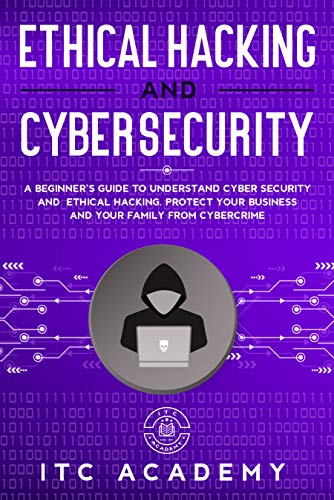 ETHICAL HACKING
AND
CYBERSECURITY
A BEGINNER'S GUIDE TO UNDERSTAND CYBER SECURITY
AND ETHICAL HACKING. PROTECT YOUR BUSINESS
AND YOUR FAMILY FROM CYBERCRIME
ITC
ACADEMY
ITC ACADEMY